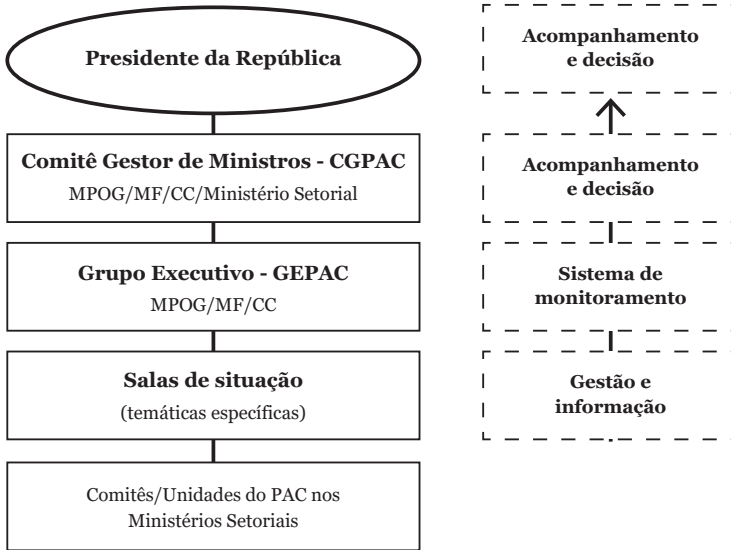 Presidente da República
Acompanhamento
e decisão
Comitê Gestor de Ministros - CGPAC
MPOG/MF/CC/Ministério Setorial
Acompanhamento
e decisão
Grupo Executivo - GEPAC
MPOG/MF/CC
Sistema de
monitoramento
Salas de situação
(temáticas específicas)
Gestão e
informação
Comitês/Unidades do PAC nos
Ministérios Setoriais